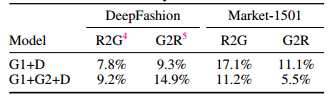 DeepFashion Market-1501
Model R2G4 G2R5 R2G G2R
G1+D 7.8% 9.3% 17.1% 11.1%
G1+G2+D 9.2% 14.9% 11.2% 5.5%